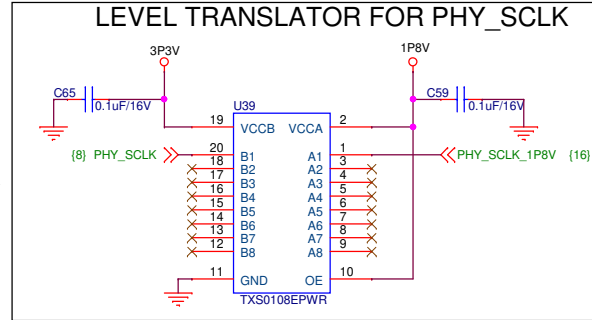 LEVEL TRANSLATOR FOR PHY_SCLK
3P3V 1P8V
C65 C59
0.1uF/16V U39 0.1uF/16V
19 VCCB VCCA 2
{8} PHY_SCLK 20 B1 A1 1 PHY_SCLK_1P8V {16}
18 B2 A2 3
17 B3 A3 4
16 B4 A4 5
15 B5 A5 6
14 B6 A6 7
13 B7 A7 8
12 B8 A8 9
11 GND OE 10
TXS0108EPWR